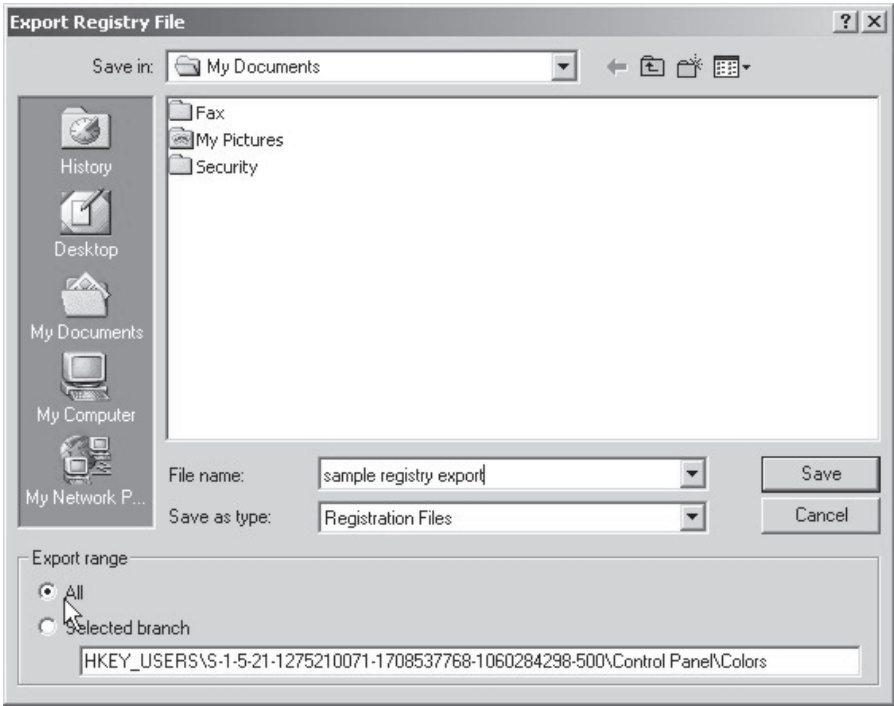 Export Registry File
Save in: My Documents
History
Desktop
My Documents
My Computer
My Network P...
Fax
My Pictures
Security
File name: sample registry export
Save
Save as type: Registration Files
Cancel
Export range
All
Selected branch
HKEY_USERS\S-1-5-21-1275210071-1708537768-1060284298-500\Control Panel\Colors